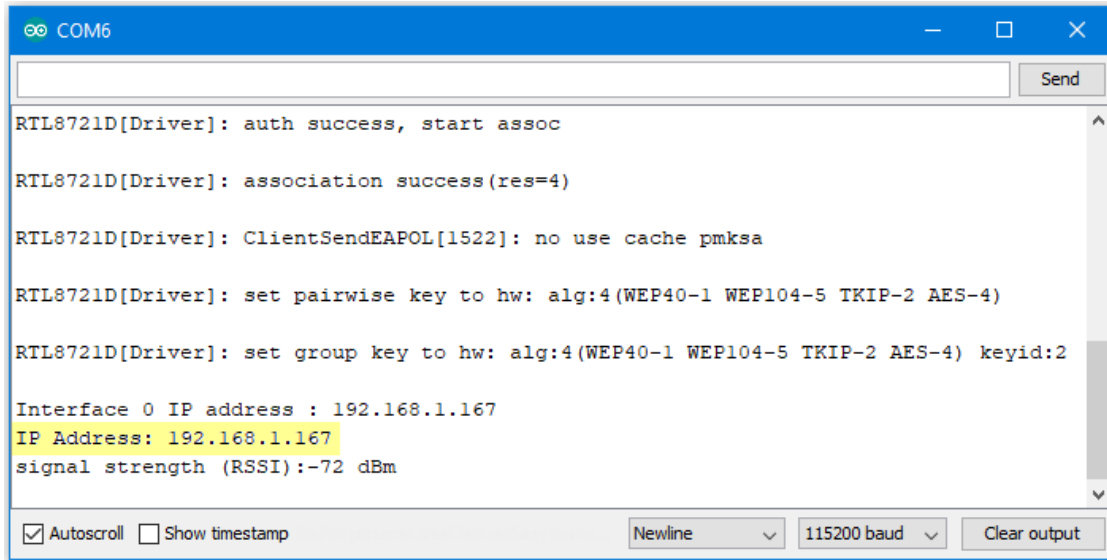 COM6
Send
RTL8721D[Driver]: auth success, start assoc
RTL8721D[Driver]: association success(res=4)
RTL8721D[Driver]: ClientSendEAPOL[1522]: no use cache pmksa
RTL8721D[Driver]: set pairwise key to hw: alg:4(WEP40-1 WEP104-5 TKIP-2 AES-4)
RTL8721D[Driver]: set group key to hw: alg:4(WEP40-1 WEP104-5 TKIP-2 AES-4) keyid:2
Interface 0 IP address : 192.168.1.167
IP Address: 192.168.1.167
signal strength (RSSI):-72 dBm
Autoscroll Show timestamp Newline 115200 baud Clear output